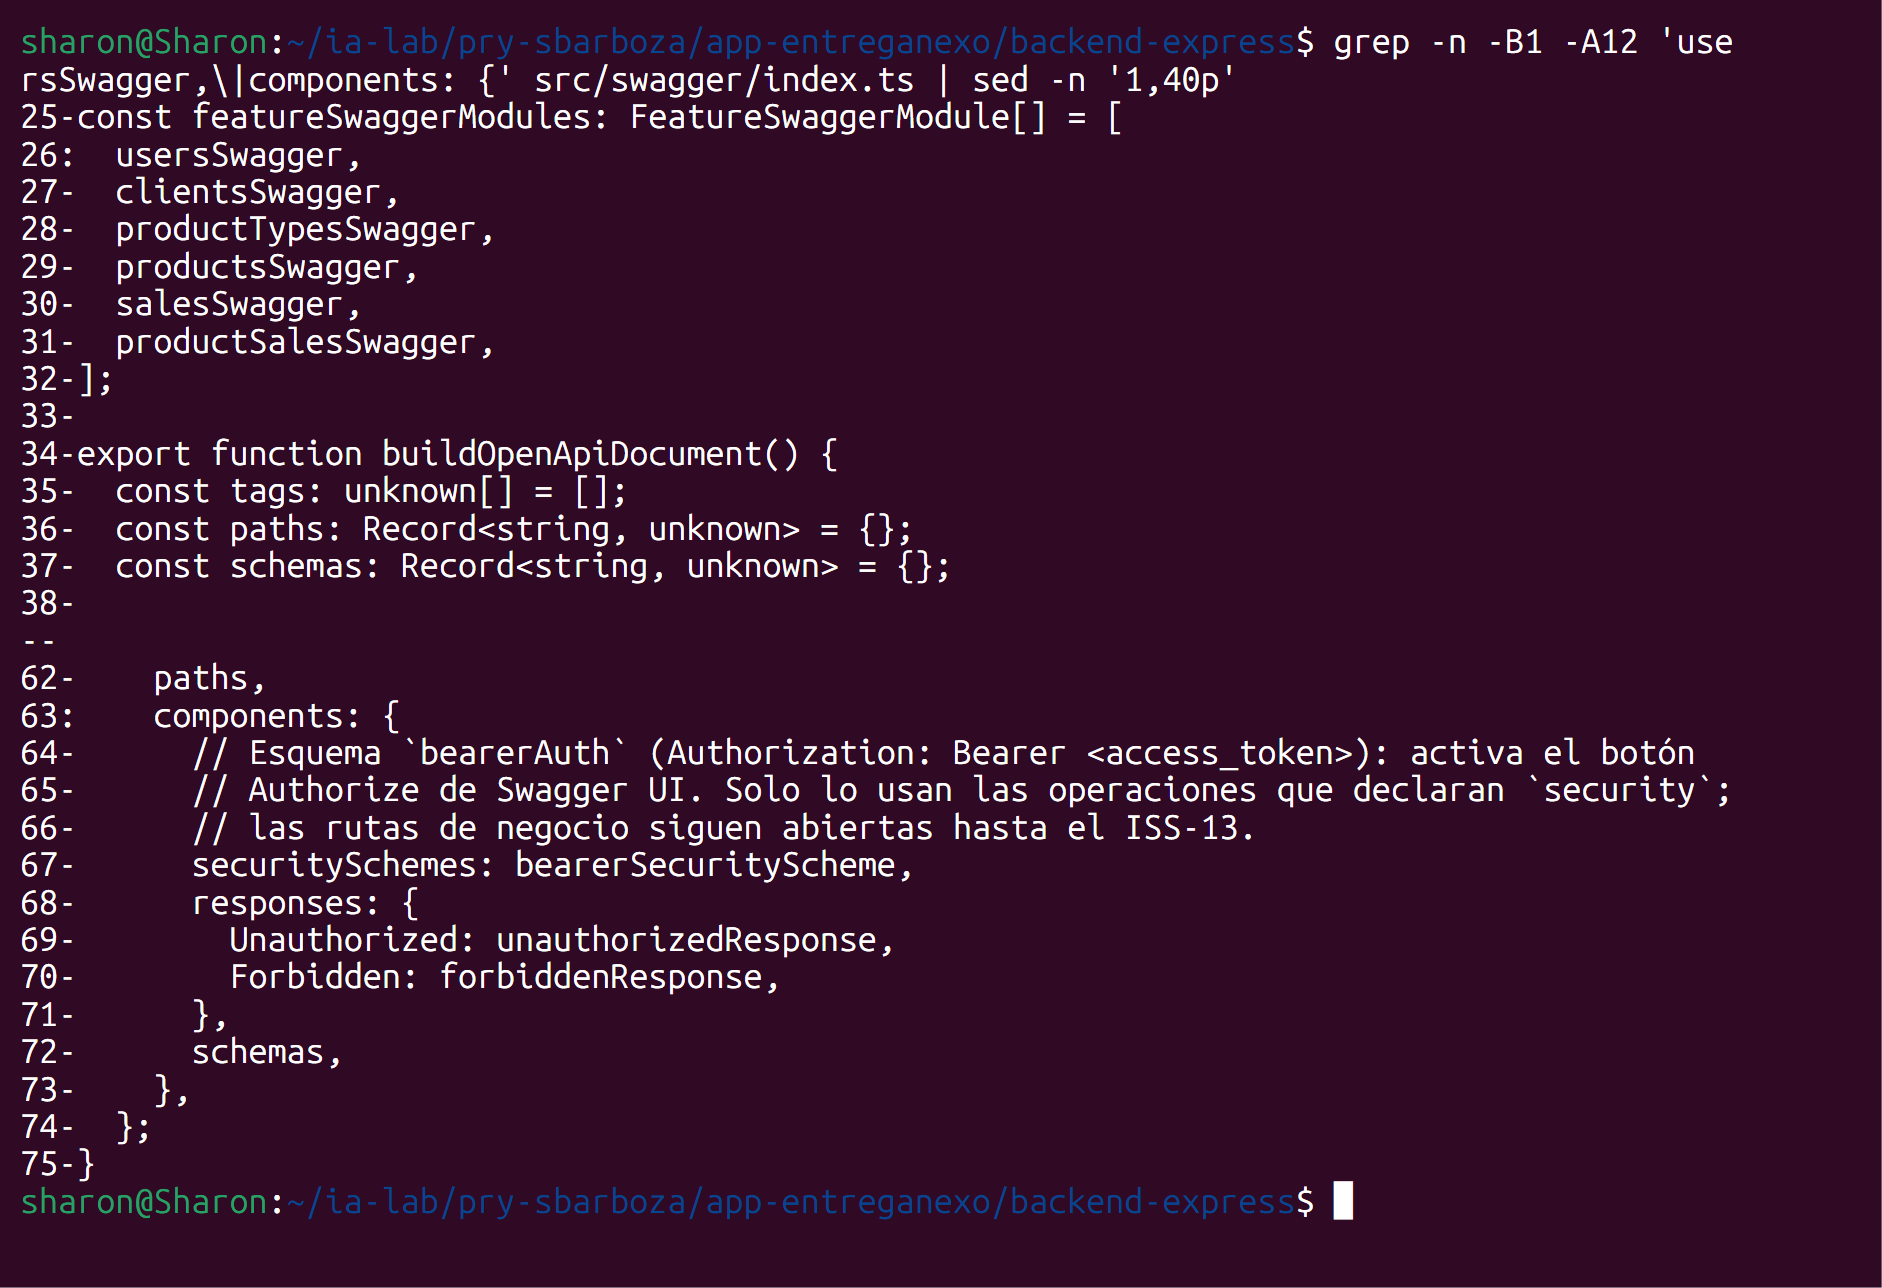 sharon@Sharon:~/ia-lab/pry-sbarboza/app-entreganexo/backend-express$ grep -n -B1 -A12 'use
rsSwagger,\|components: {' src/swagger/index.ts | sed -n '1,40p'
25-const featureSwaggerModules: FeatureSwaggerModule[] = [
26:  usersSwagger,
27-  clientsSwagger,
28-  productTypesSwagger,
29-  productsSwagger,
30-  salesSwagger,
31-  productSalesSwagger,
32-];
33-
34-export function buildOpenApiDocument() {
35-  const tags: unknown[] = [];
36-  const paths: Record<string, unknown> = {};
37-  const schemas: Record<string, unknown> = {};
38-
--
62-    paths,
63:    components: {
64-      // Esquema `bearerAuth` (Authorization: Bearer <access_token>): activa el botón
65-      // Authorize de Swagger UI. Solo lo usan las operaciones que declaran `security`;
66-      // las rutas de negocio siguen abiertas hasta el ISS-13.
67-      securitySchemes: bearerSecurityScheme,
68-      responses: {
69-        Unauthorized: unauthorizedResponse,
70-        Forbidden: forbiddenResponse,
71-      },
72-      schemas,
73-    },
74-  };
75-}
sharon@Sharon:~/ia-lab/pry-sbarboza/app-entreganexo/backend-express$